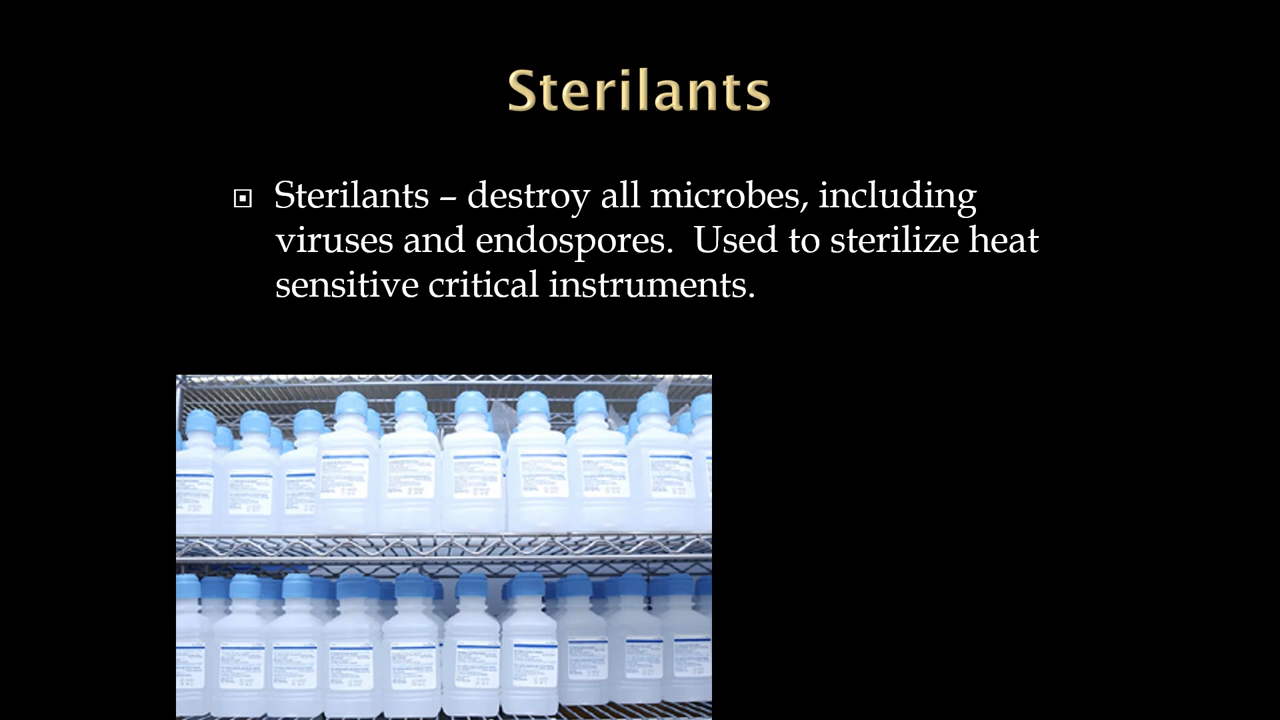 Sterilants
Sterilants – destroy all microbes, including
viruses and endospores.  Used to sterilize heat
sensitive critical instruments.